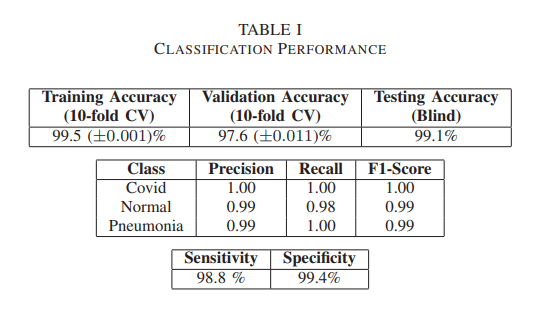 TABLE I
CLASSIFICATION PERFORMANCE
Training Accuracy (10-fold CV) Validation Accuracy (10-fold CV) Testing Accuracy (Blind)
99.5 (±0.001)% 97.6 (±0.011)% 99.1%
Class Precision Recall F1-Score
Covid 1.00 1.00 1.00
Normal 0.99 0.98 0.99
Pneumonia 0.99 1.00 0.99
Sensitivity Specificity
98.8 % 99.4%